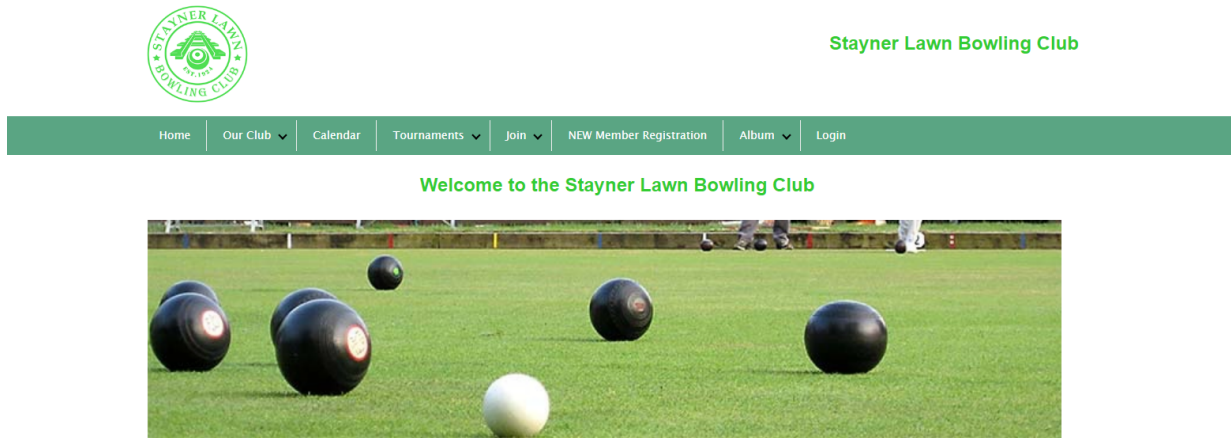 STAYNER LAWN
BOWLING CLUB
EST. 1954
Stayner Lawn Bowling Club
Home Our Club Calendar Tournaments Join NEW Member Registration Album Login
Welcome to the Stayner Lawn Bowling Club